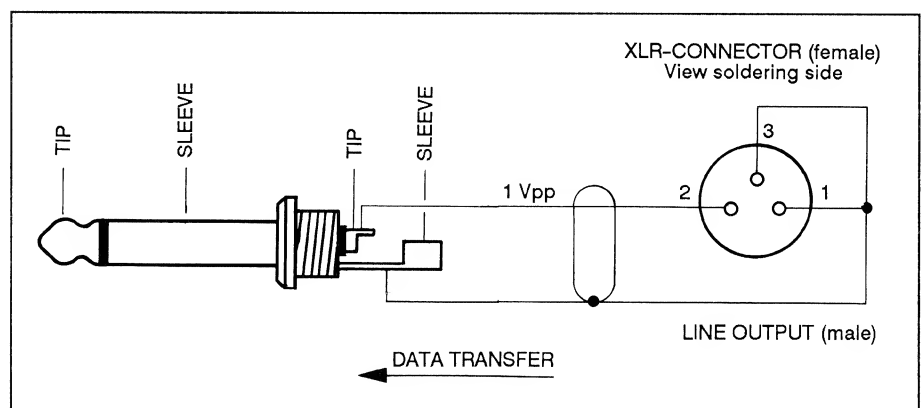 XLR-CONNECTOR (female)
View soldering side
TIP
SLEEVE
TIP
SLEEVE
3
1 Vpp
2
1
LINE OUTPUT (male)
DATA TRANSFER